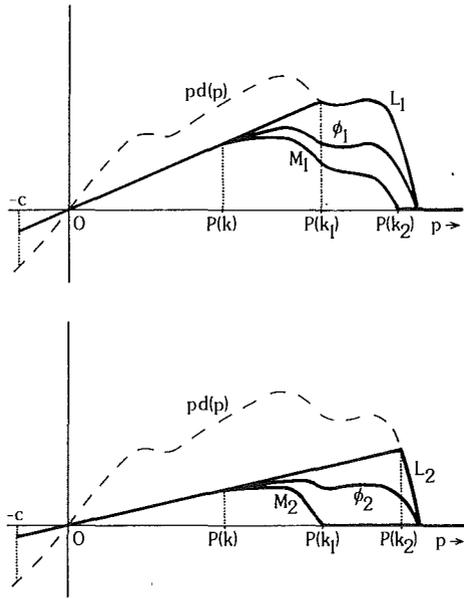 pd(p)
L₁
ϕ₁
M₁
-c
O
P(k)
P(k₁)
P(k₂)
p →
pd(p)
L₂
M₂
ϕ₂
-c
O
P(k)
P(k₁)
P(k₂)
p →